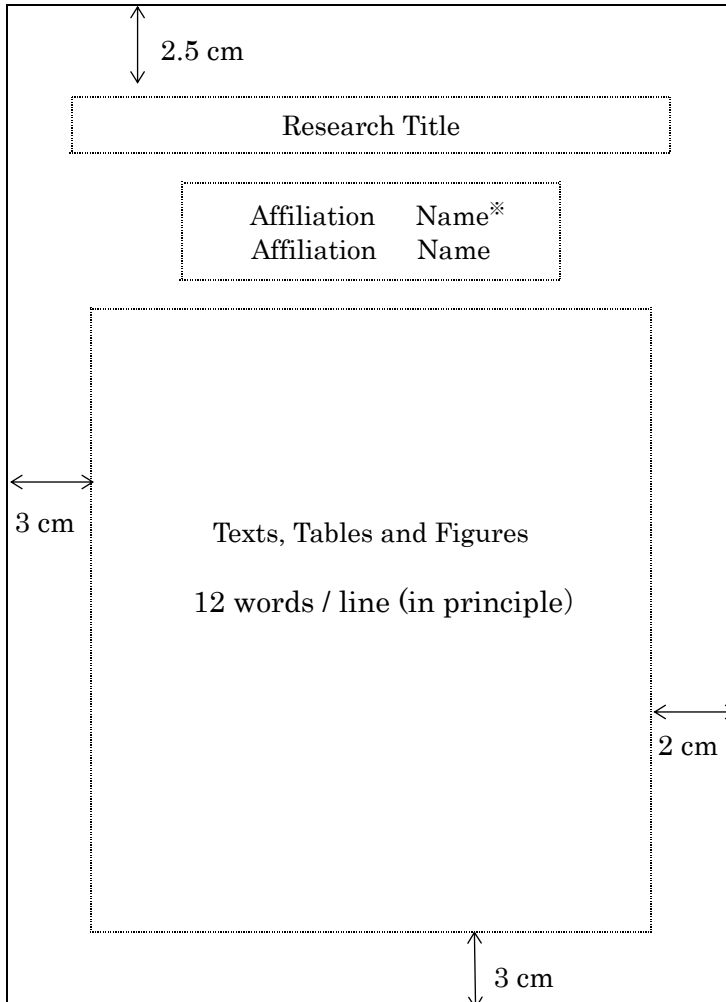 2.5 cm
Research Title
Affiliation Name※
Affiliation Name
3 cm
Texts, Tables and Figures
12 words / line (in principle)
2 cm
3 cm